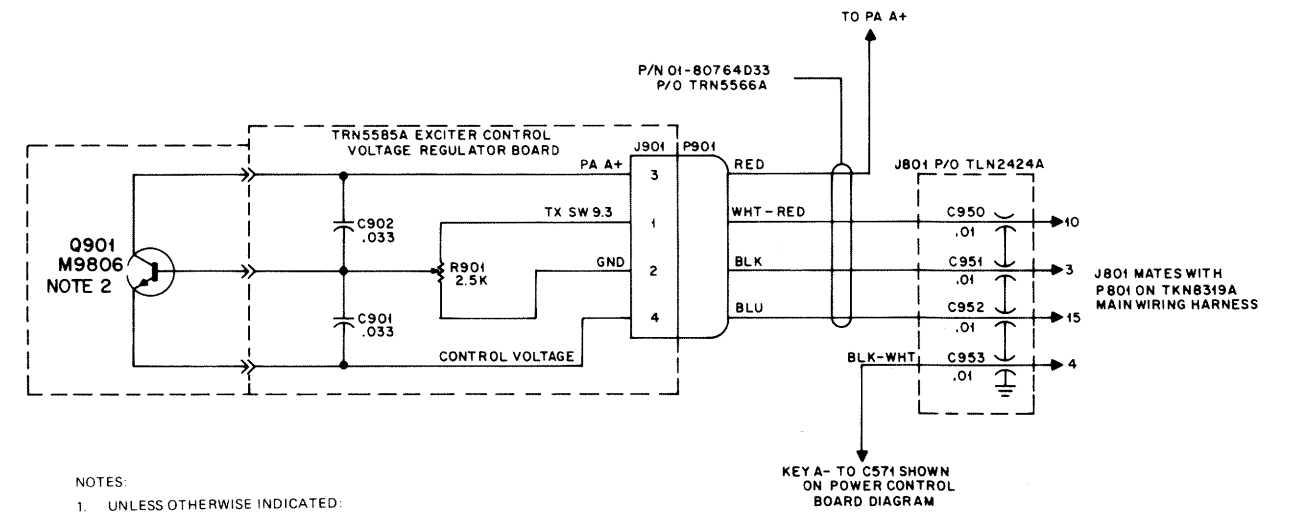 TO PA A+
P/N 01-80764D33
P/O TRN5566A
TRN5585A EXCITER CONTROL
VOLTAGE REGULATOR BOARD
J901 P901
J801 P/O TLN2424A
PA A+ 3 RED
TX SW 9.3 1 WHT-RED C950 .01 10
C902
.033
Q901
M9806
NOTE 2
R901
2.5K
GND 2 BLK C951 .01 3
J801 MATES WITH
P801 ON TKN8319A
MAIN WIRING HARNESS
C901
.033
4 BLU C952 .01 15
CONTROL VOLTAGE
BLK-WHT C953 .01 4
KEY A- TO C571 SHOWN
ON POWER CONTROL
BOARD DIAGRAM
NOTES:
1. UNLESS OTHERWISE INDICATED: